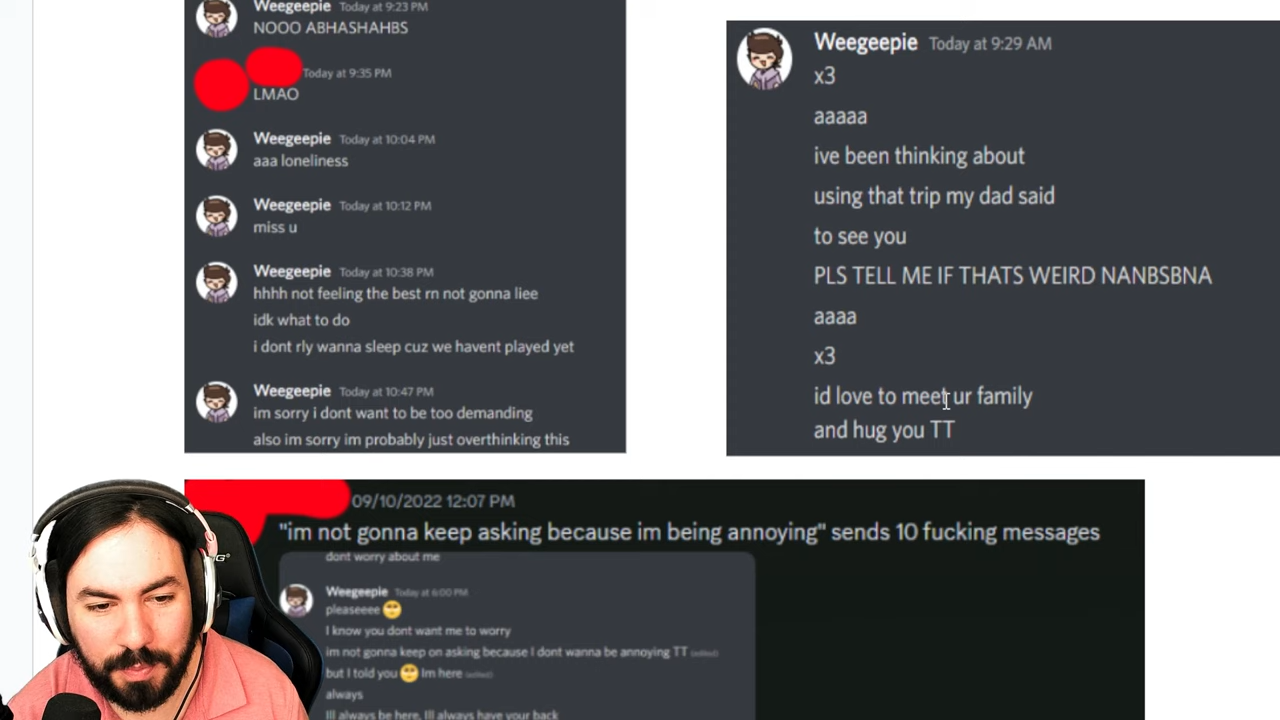 Weegeepie Today at 9:23 PM
NOOO ABHASHAHBS
Today at 9:35 PM
LMAO
Weegeepie Today at 10:04 PM
aaa loneliness
Weegeepie Today at 10:12 PM
miss u
Weegeepie Today at 10:38 PM
hhhh not feeling the best rn not gonna liee
idk what to do
i dont rly wanna sleep cuz we havent played yet
Weegeepie Today at 10:47 PM
im sorry i dont want to be too demanding
also im sorry im probably just overthinking this
Weegeepie Today at 9:29 AM
x3
aaaaa
ive been thinking about
using that trip my dad said
to see you
PLS TELL ME IF THATS WEIRD NANBSBNA
aaaa
x3
id love to meet ur family
and hug you TT
09/10/2022 12:07 PM
"im not gonna keep asking because im being annoying" sends 10 fucking messages
dont worry about me
Weegeepie Today at 6:00 PM
pleaseeee 🥺
I know you dont want me to worry
im not gonna keep on asking because I dont wanna be annoying TT (edited)
but I told you 🥺 Im here (edited)
always
Ill always be here, Ill always have your back